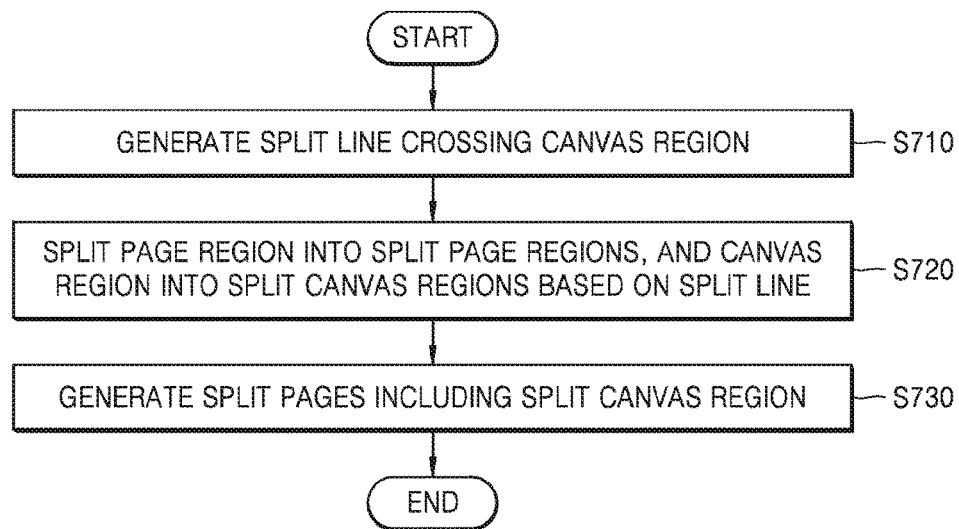 START
GENERATE SPLIT LINE CROSSING CANVAS REGION
S710
SPLIT PAGE REGION INTO SPLIT PAGE REGIONS, AND CANVAS
REGION INTO SPLIT CANVAS REGIONS BASED ON SPLIT LINE
S720
GENERATE SPLIT PAGES INCLUDING SPLIT CANVAS REGION
S730
END